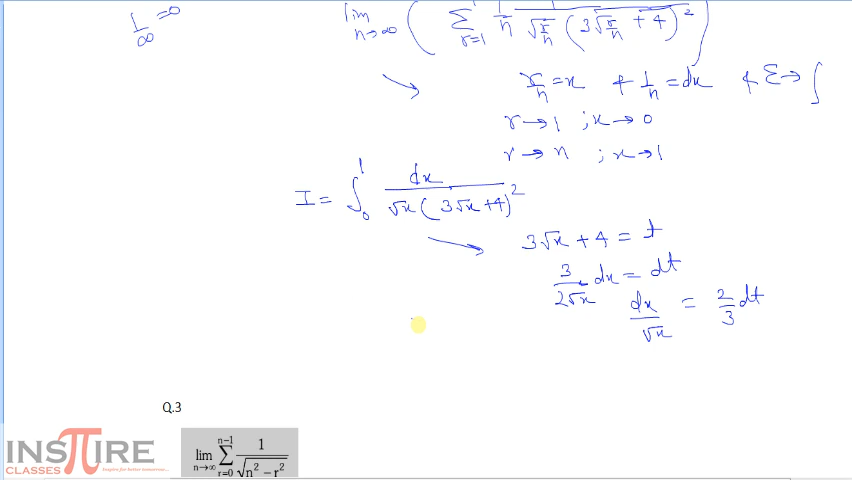 1/∞ = 0
lim n→∞ ( Σ r=1 1/n 1/(√(r/n) (3√(r/n) + 4)²) )
r/n = x & 1/n = dx & Σ → ∫
r → 1 ; x → 0
r → n ; x → 1
I = ∫₀¹ dx/(√x (3√x + 4)²)
3√x + 4 = t
3/(2√x) dx = dt
dx/√x = 2/3 dt
Q.3
INSπIRE
CLASSES
lim n→∞ Σ r=0 n−1 1/√(n² − r²)